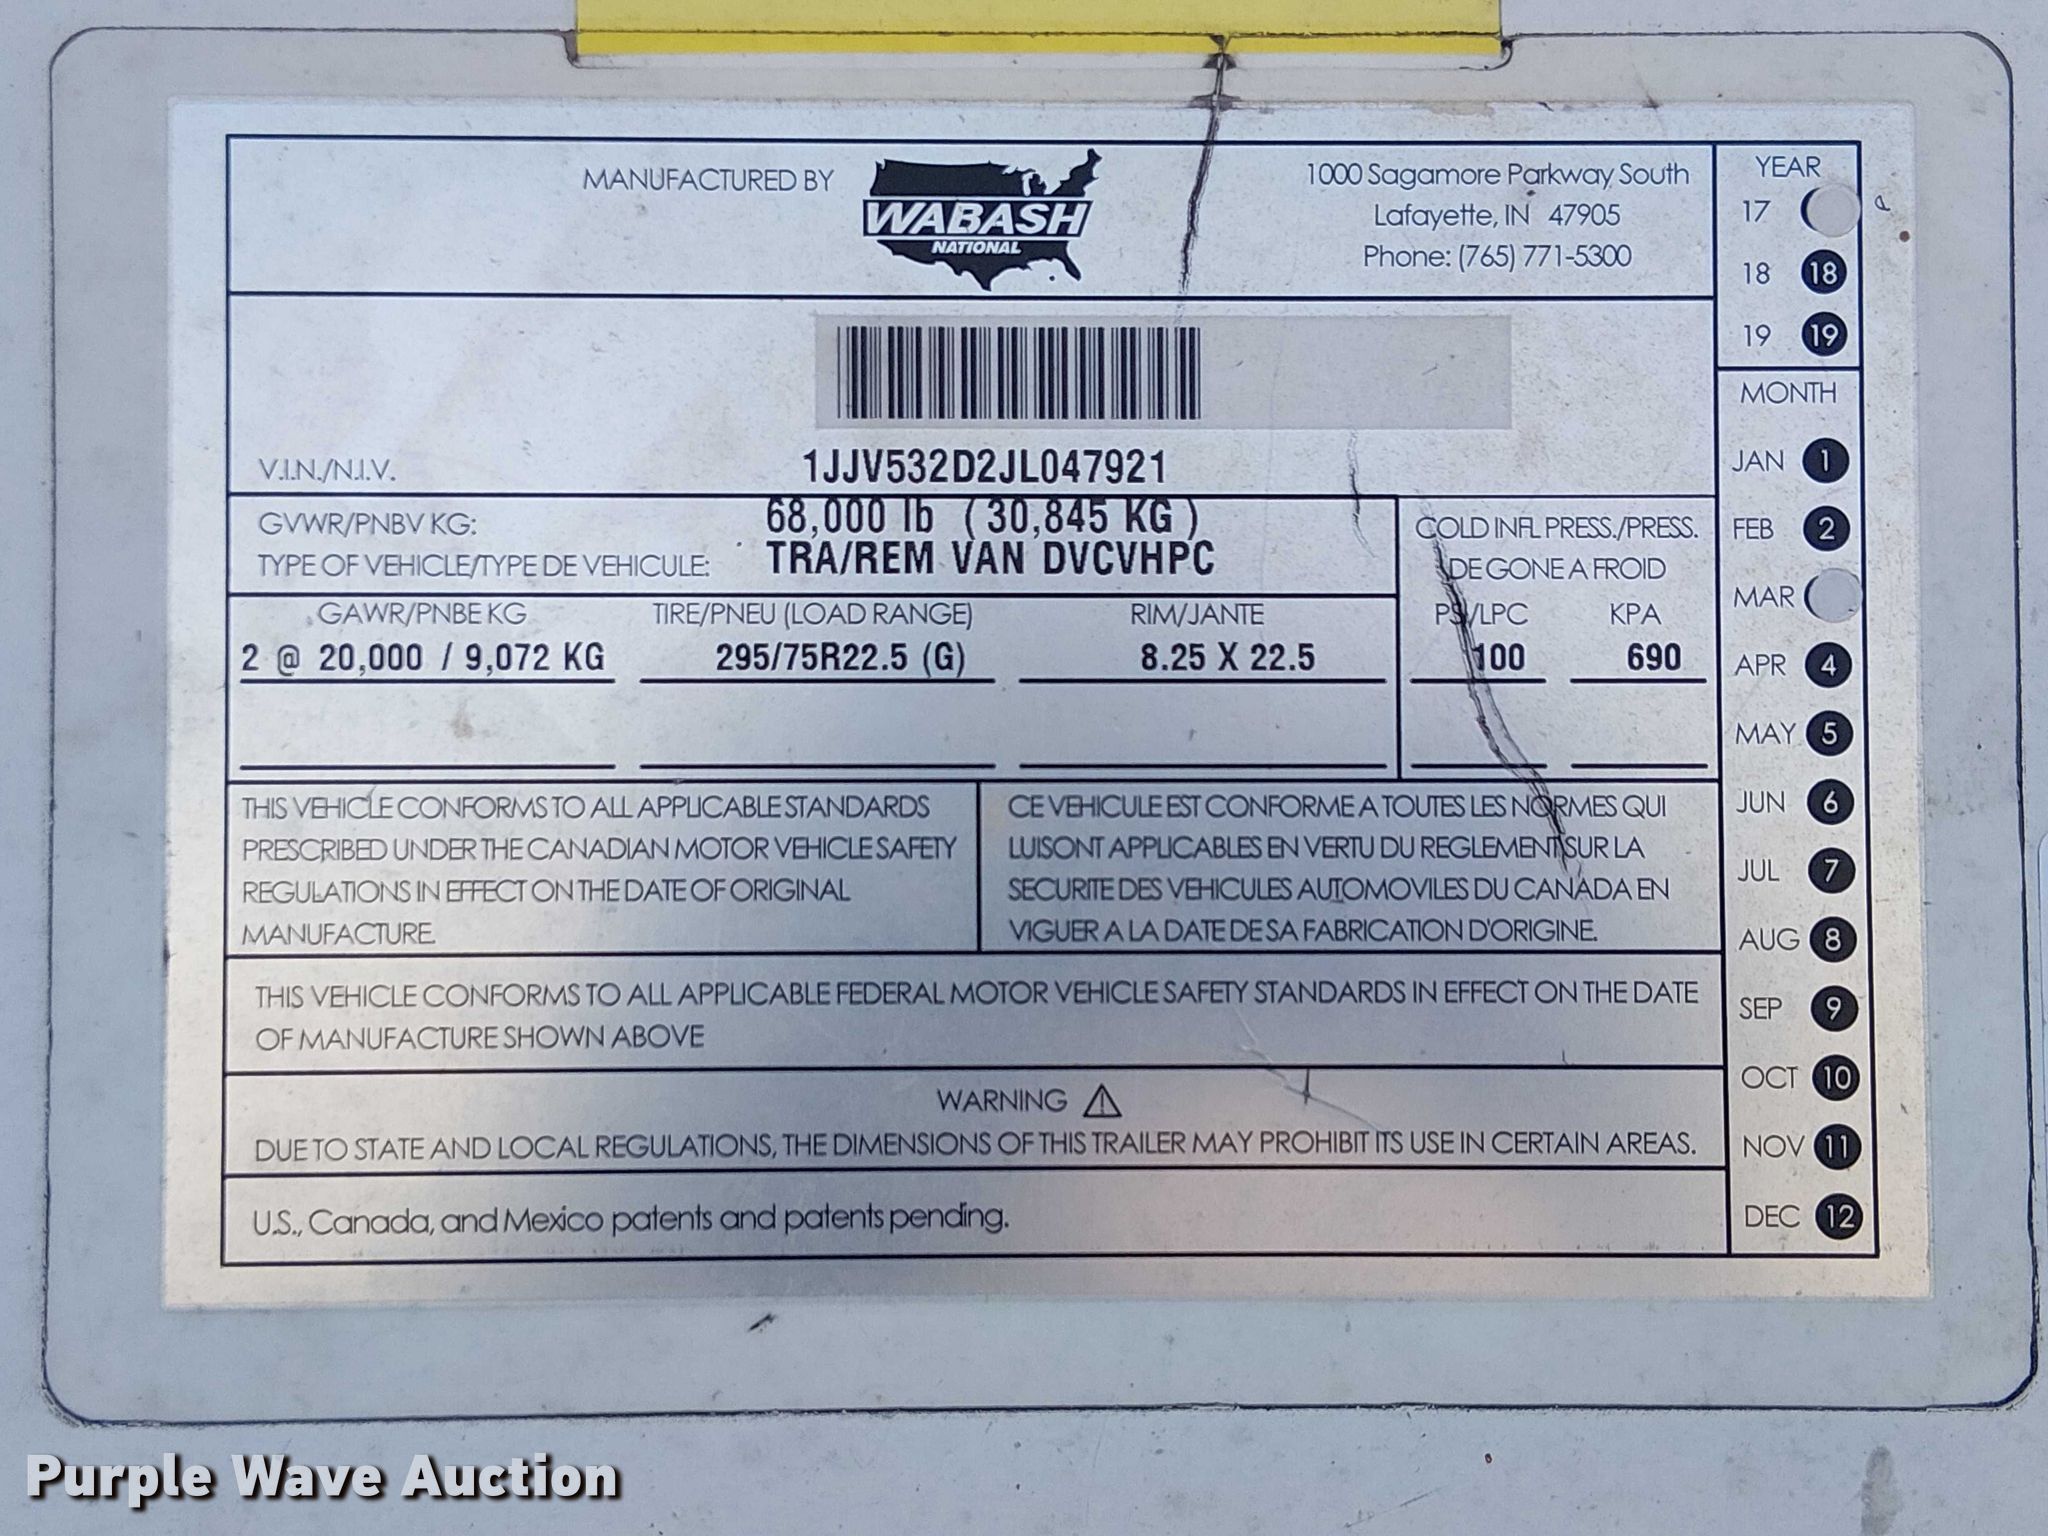 MANUFACTURED BY
WABASH
NATIONAL
1000 Sagamore Parkway South
Lafayette, IN 47905
Phone: (765) 771-5300
YEAR
17
18 18
19 19
V.I.N./N.I.V. 1JJV532D2JL047921
GVWR/PNBV KG: 68,000 lb ( 30,845 KG )
TYPE OF VEHICLE/TYPE DE VEHICULE: TRA/REM VAN DVCVHPC
COLD INFL PRESS./PRESS.
DE GONE A FROID
GAWR/PNBE KG TIRE/PNEU (LOAD RANGE) RIM/JANTE PSI/LPC KPA
2 @ 20,000 / 9,072 KG 295/75R22.5 (G) 8.25 X 22.5 100 690
THIS VEHICLE CONFORMS TO ALL APPLICABLE STANDARDS
PRESCRIBED UNDER THE CANADIAN MOTOR VEHICLE SAFETY
REGULATIONS IN EFFECT ON THE DATE OF ORIGINAL
MANUFACTURE.
CE VEHICULE EST CONFORME A TOUTES LES NORMES QUI
LUISONT APPLICABLES EN VERTU DU REGLEMENT SUR LA
SECURITE DES VEHICULES AUTOMOVILES DU CANADA EN
VIGUER A LA DATE DE SA FABRICATION D'ORIGINE.
THIS VEHICLE CONFORMS TO ALL APPLICABLE FEDERAL MOTOR VEHICLE SAFETY STANDARDS IN EFFECT ON THE DATE
OF MANUFACTURE SHOWN ABOVE
WARNING
DUE TO STATE AND LOCAL REGULATIONS, THE DIMENSIONS OF THIS TRAILER MAY PROHIBIT ITS USE IN CERTAIN AREAS.
U.S., Canada, and Mexico patents and patents pending.
MONTH
JAN 1
FEB 2
MAR
APR 4
MAY 5
JUN 6
JUL 7
AUG 8
SEP 9
OCT 10
NOV 11
DEC 12
Purple Wave Auction